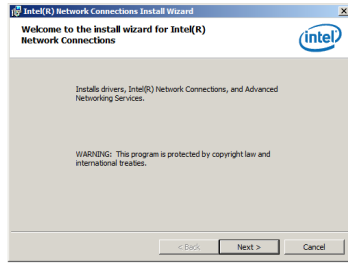 Intel(R) Network Connections Install Wizard
Welcome to the install wizard for Intel(R)
Network Connections
intel
Installs drivers, Intel(R) Network Connections, and Advanced
Networking Services.
WARNING: This program is protected by copyright law and
international treaties.
< Back Next > Cancel